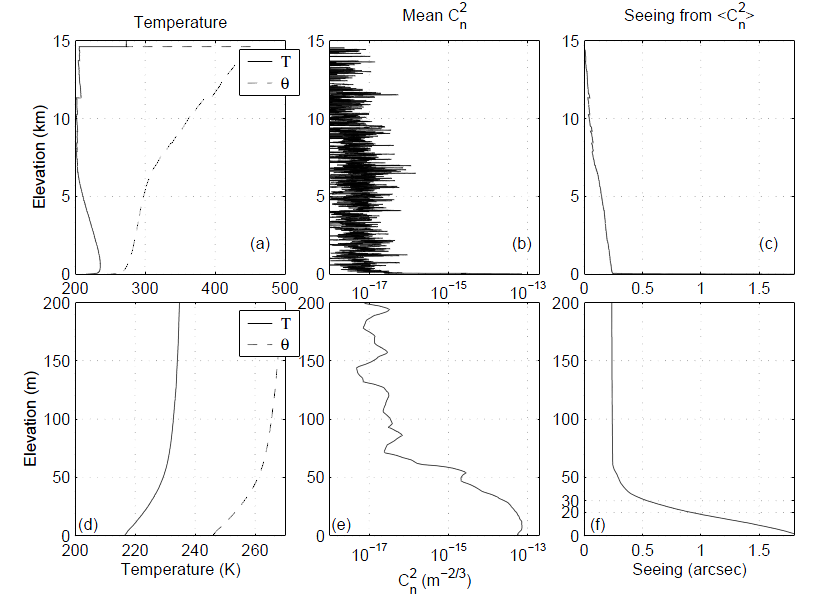 Temperature
Mean C_n^2
Seeing from <C_n^2>
15
10
5
0
Elevation (km)
200 300 400 500
T
θ
(a)
15
10
5
0
10^−17 10^−15 10^−13
(b)
15
10
5
0
0 0.5 1 1.5
(c)
200
150
100
50
0
Elevation (m)
200 220 240 260
Temperature (K)
T
θ
(d)
200
150
100
50
0
10^−17 10^−15 10^−13
C_n^2 (m^−2/3)
(e)
200
150
100
50
30
20
0
0 0.5 1 1.5
Seeing (arcsec)
(f)